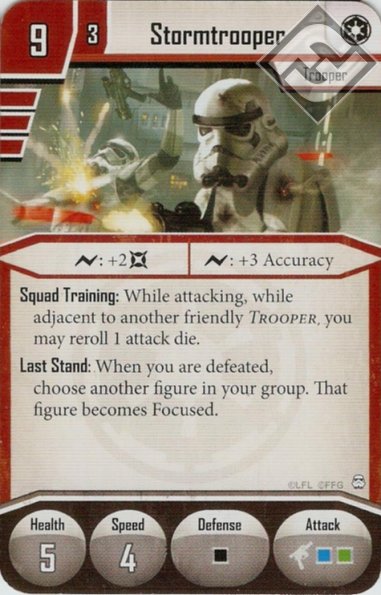 9
3
Stormtrooper
Trooper
: +2
: +3 Accuracy
Squad Training: While attacking, while
adjacent to another friendly TROOPER, you
may reroll 1 attack die.
Last Stand: When you are defeated,
choose another figure in your group. That
figure becomes Focused.
©LFL ©FFG
Health
Speed
Defense
Attack
5
4